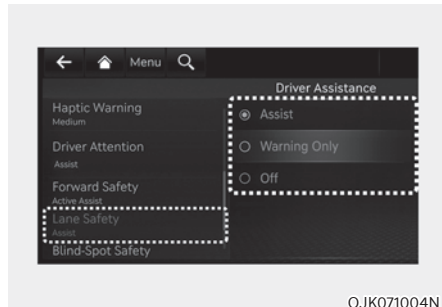 Menu
Driver Assistance
Haptic Warning
Medium
Driver Attention
Assist
Forward Safety
Active Assist
Lane Safety
Assist
Blind-Spot Safety
Assist
Warning Only
Off
OJK071004N